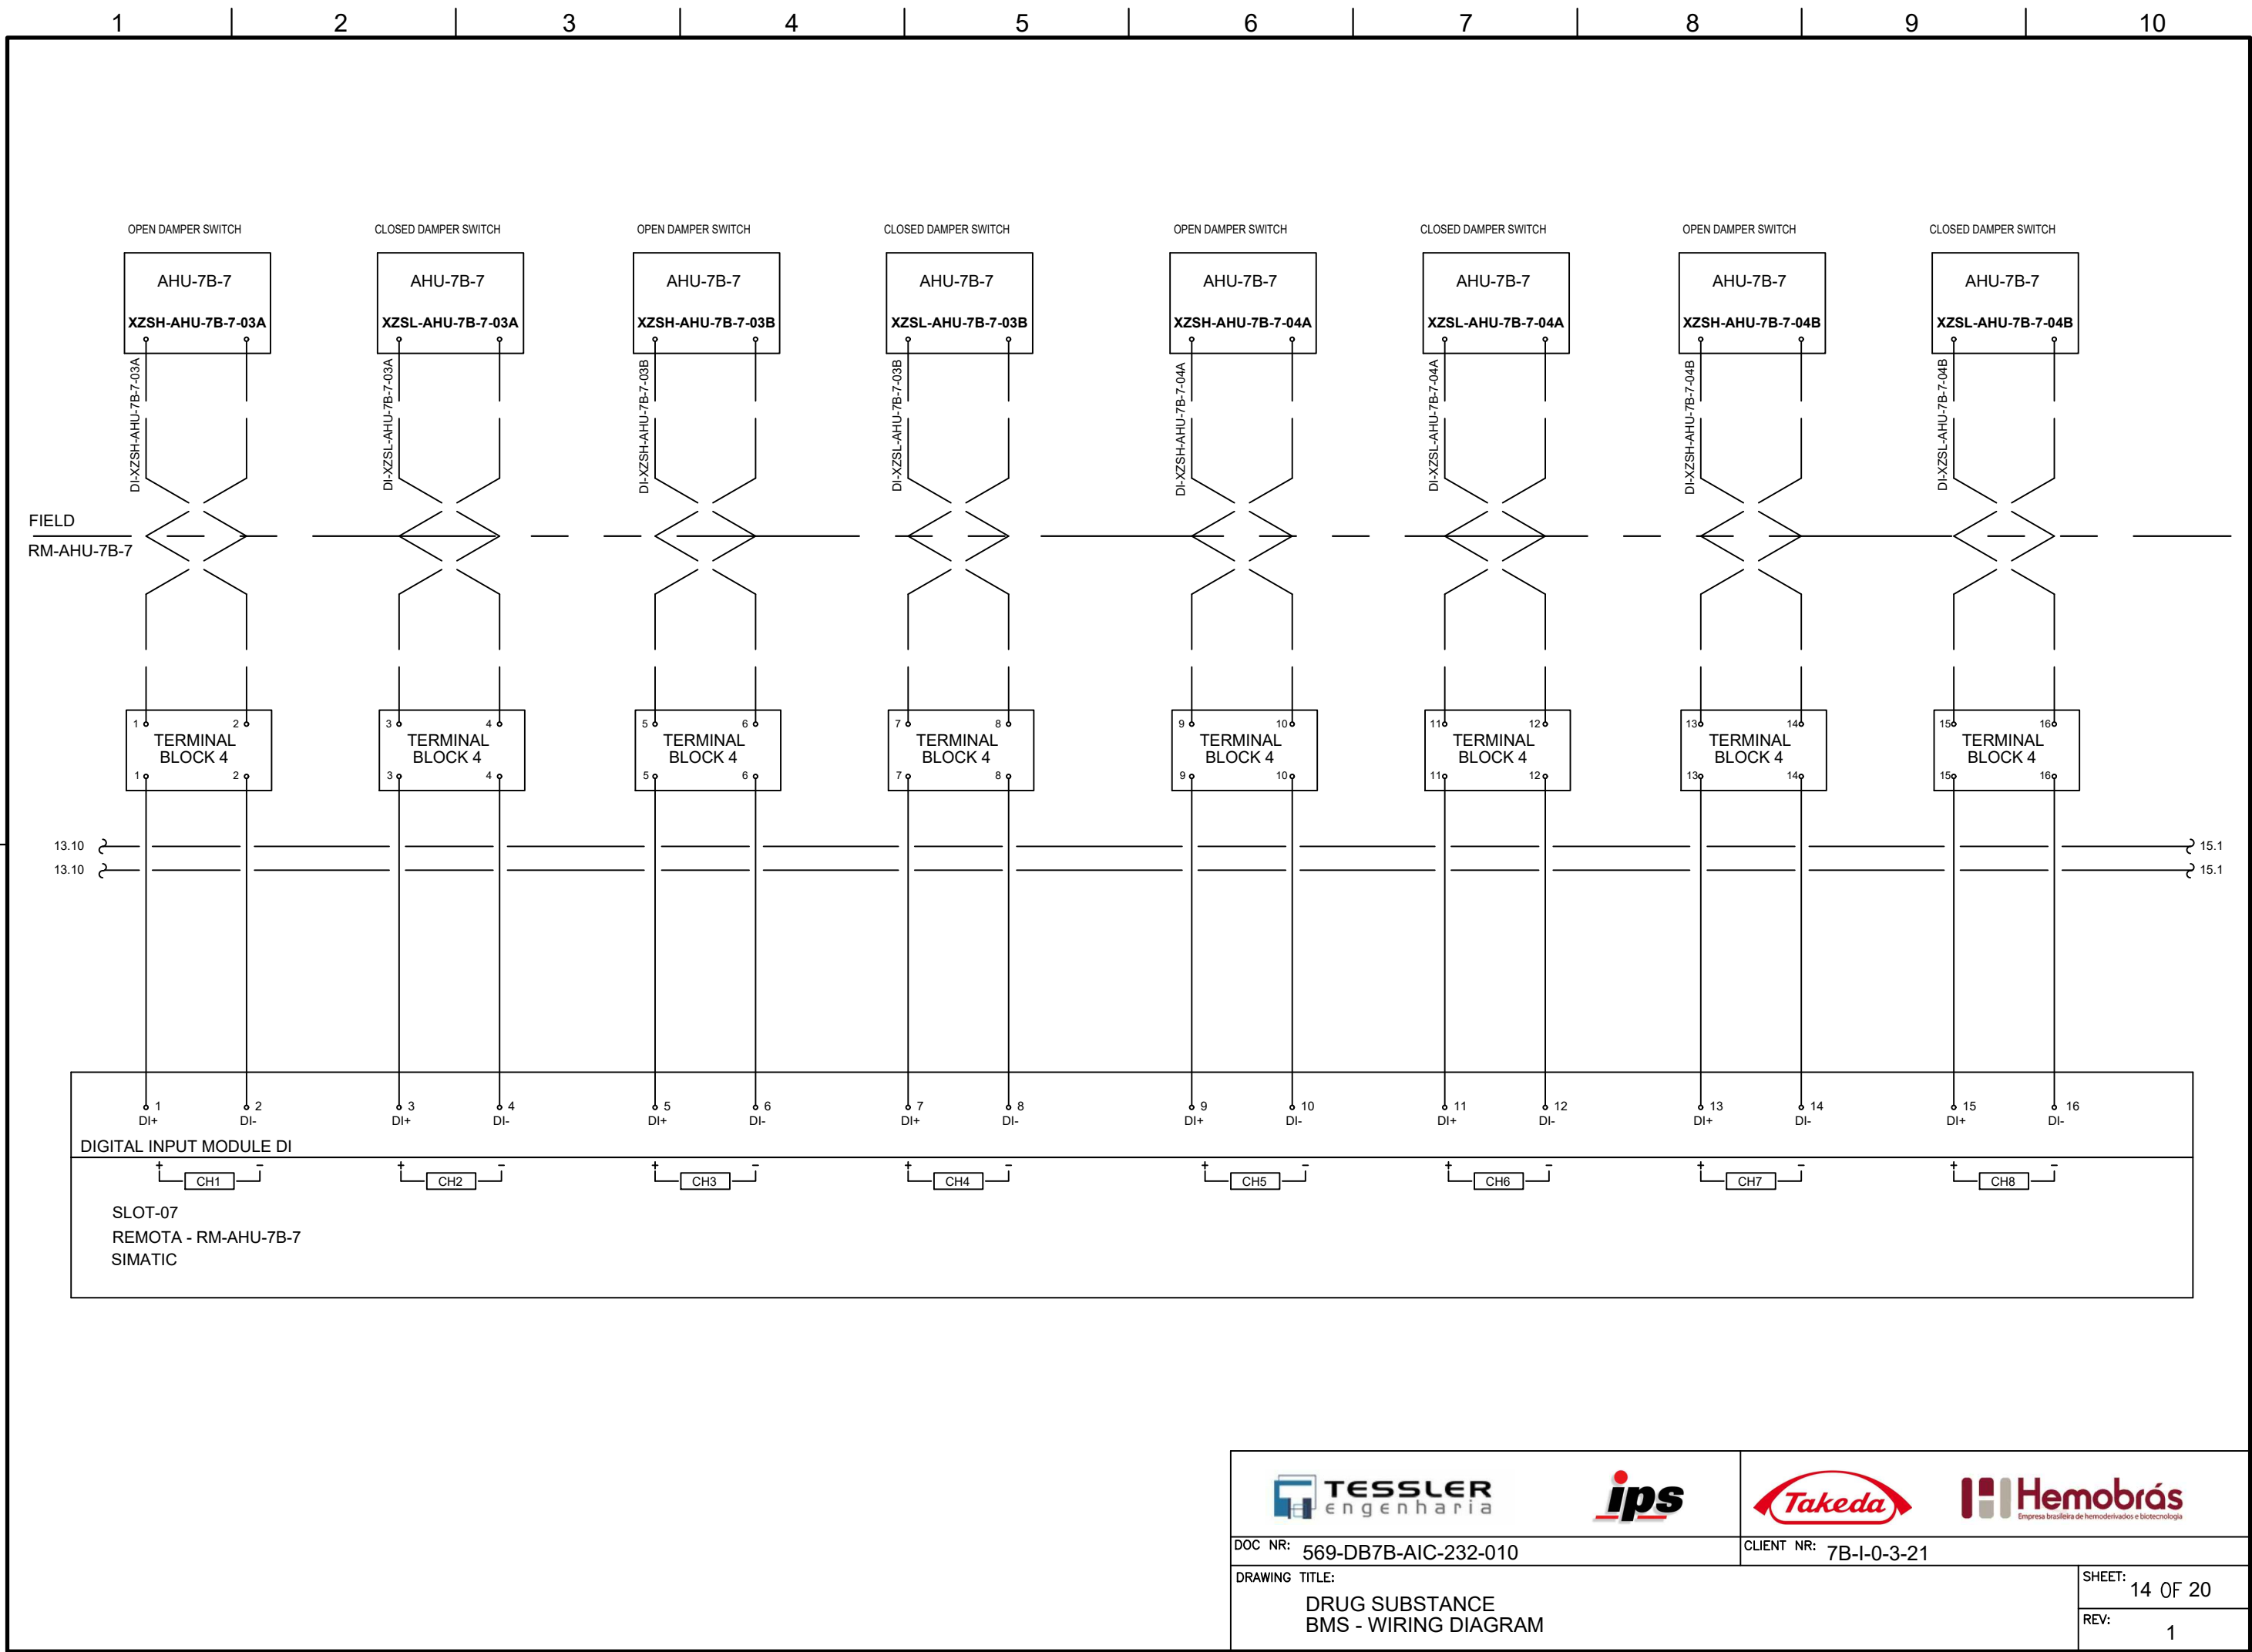 1 2 3 4 5 6 7 8 9 10
OPEN DAMPER SWITCH CLOSED DAMPER SWITCH OPEN DAMPER SWITCH CLOSED DAMPER SWITCH OPEN DAMPER SWITCH CLOSED DAMPER SWITCH OPEN DAMPER SWITCH CLOSED DAMPER SWITCH
AHU-7B-7 AHU-7B-7 AHU-7B-7 AHU-7B-7 AHU-7B-7 AHU-7B-7 AHU-7B-7 AHU-7B-7
XZSH-AHU-7B-7-03A XZSL-AHU-7B-7-03A XZSH-AHU-7B-7-03B XZSL-AHU-7B-7-03B XZSH-AHU-7B-7-04A XZSL-AHU-7B-7-04A XZSH-AHU-7B-7-04B XZSL-AHU-7B-7-04B
DI-XZSH-AHU-7B-7-03A DI-XZSL-AHU-7B-7-03A DI-XZSH-AHU-7B-7-03B DI-XZSL-AHU-7B-7-03B DI-XZSH-AHU-7B-7-04A DI-XZSL-AHU-7B-7-04A DI-XZSH-AHU-7B-7-04B DI-XZSL-AHU-7B-7-04B
FIELD
RM-AHU-7B-7
1 2 3 4 5 6 7 8 9 10 11 12 13 14 15 16
TERMINAL TERMINAL TERMINAL TERMINAL TERMINAL TERMINAL TERMINAL TERMINAL
BLOCK 4 BLOCK 4 BLOCK 4 BLOCK 4 BLOCK 4 BLOCK 4 BLOCK 4 BLOCK 4
1 2 3 4 5 6 7 8 9 10 11 12 13 14 15 16
13.10 15.1
13.10 15.1
1 2 3 4 5 6 7 8 9 10 11 12 13 14 15 16
DI+ DI- DI+ DI- DI+ DI- DI+ DI- DI+ DI- DI+ DI- DI+ DI- DI+ DI-
DIGITAL INPUT MODULE DI
+ - + - + - + - + - + - + - + -
CH1 CH2 CH3 CH4 CH5 CH6 CH7 CH8
SLOT-07
REMOTA - RM-AHU-7B-7
SIMATIC
TESSLER
engenharia
ips
Takeda
Hemobrás
Empresa brasileira de hemoderivados e biotecnologia
DOC NR: 569-DB7B-AIC-232-010
CLIENT NR: 7B-I-0-3-21
DRAWING TITLE:
DRUG SUBSTANCE
BMS - WIRING DIAGRAM
SHEET: 14 OF 20
REV: 1